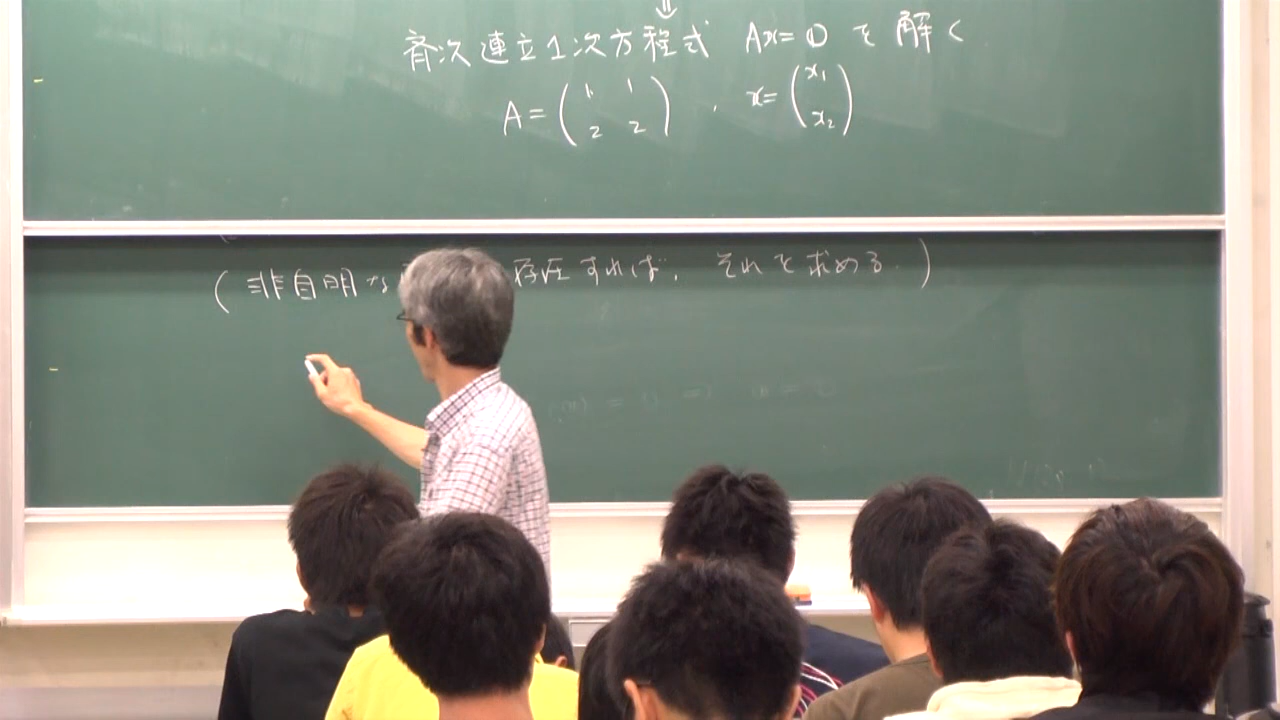 ⇓
斉次連立1次方程式 Ax=0 を解く
A=(1 1 2 2), x=(x₁ x₂)
(非自明な 存在すれば, それを求める.)